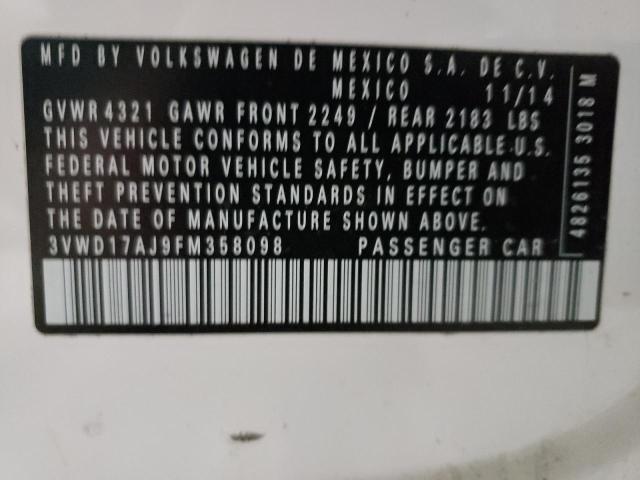 MFD BY VOLKSWAGEN DE MEXICO S.A. DE C.V.
MEXICO 11/14
GVWR 4321 GAWR FRONT 2249 / REAR 2183 LBS
THIS VEHICLE CONFORMS TO ALL APPLICABLE U.S.
FEDERAL MOTOR VEHICLE SAFETY, BUMPER AND
THEFT PREVENTION STANDARDS IN EFFECT ON
THE DATE OF MANUFACTURE SHOWN ABOVE.
3VWD17AJ9FM358098 PASSENGER CAR
4826135 3018 M